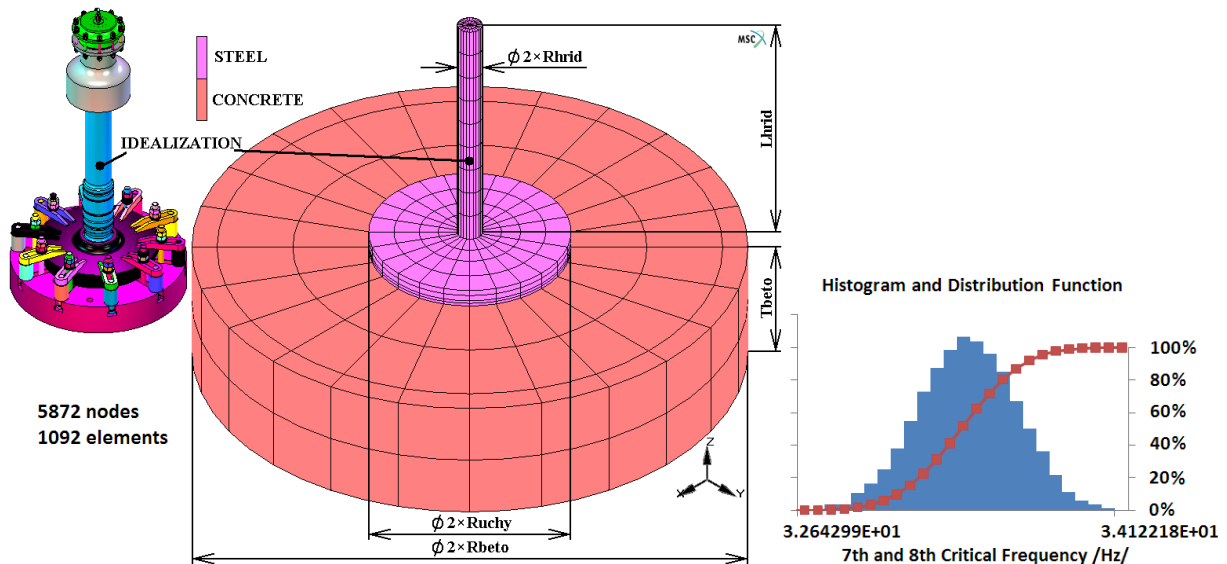 STEEL
CONCRETE
IDEALIZATION
ϕ 2×Rhrid
MSC
Lhrid
Tbeto
ϕ 2×Ruchy
ϕ 2×Rbeto
5872 nodes
1092 elements
Z
X
Y
Histogram and Distribution Function
100%
80%
60%
40%
20%
0%
3.264299E+01
3.412218E+01
7th and 8th Critical Frequency /Hz/